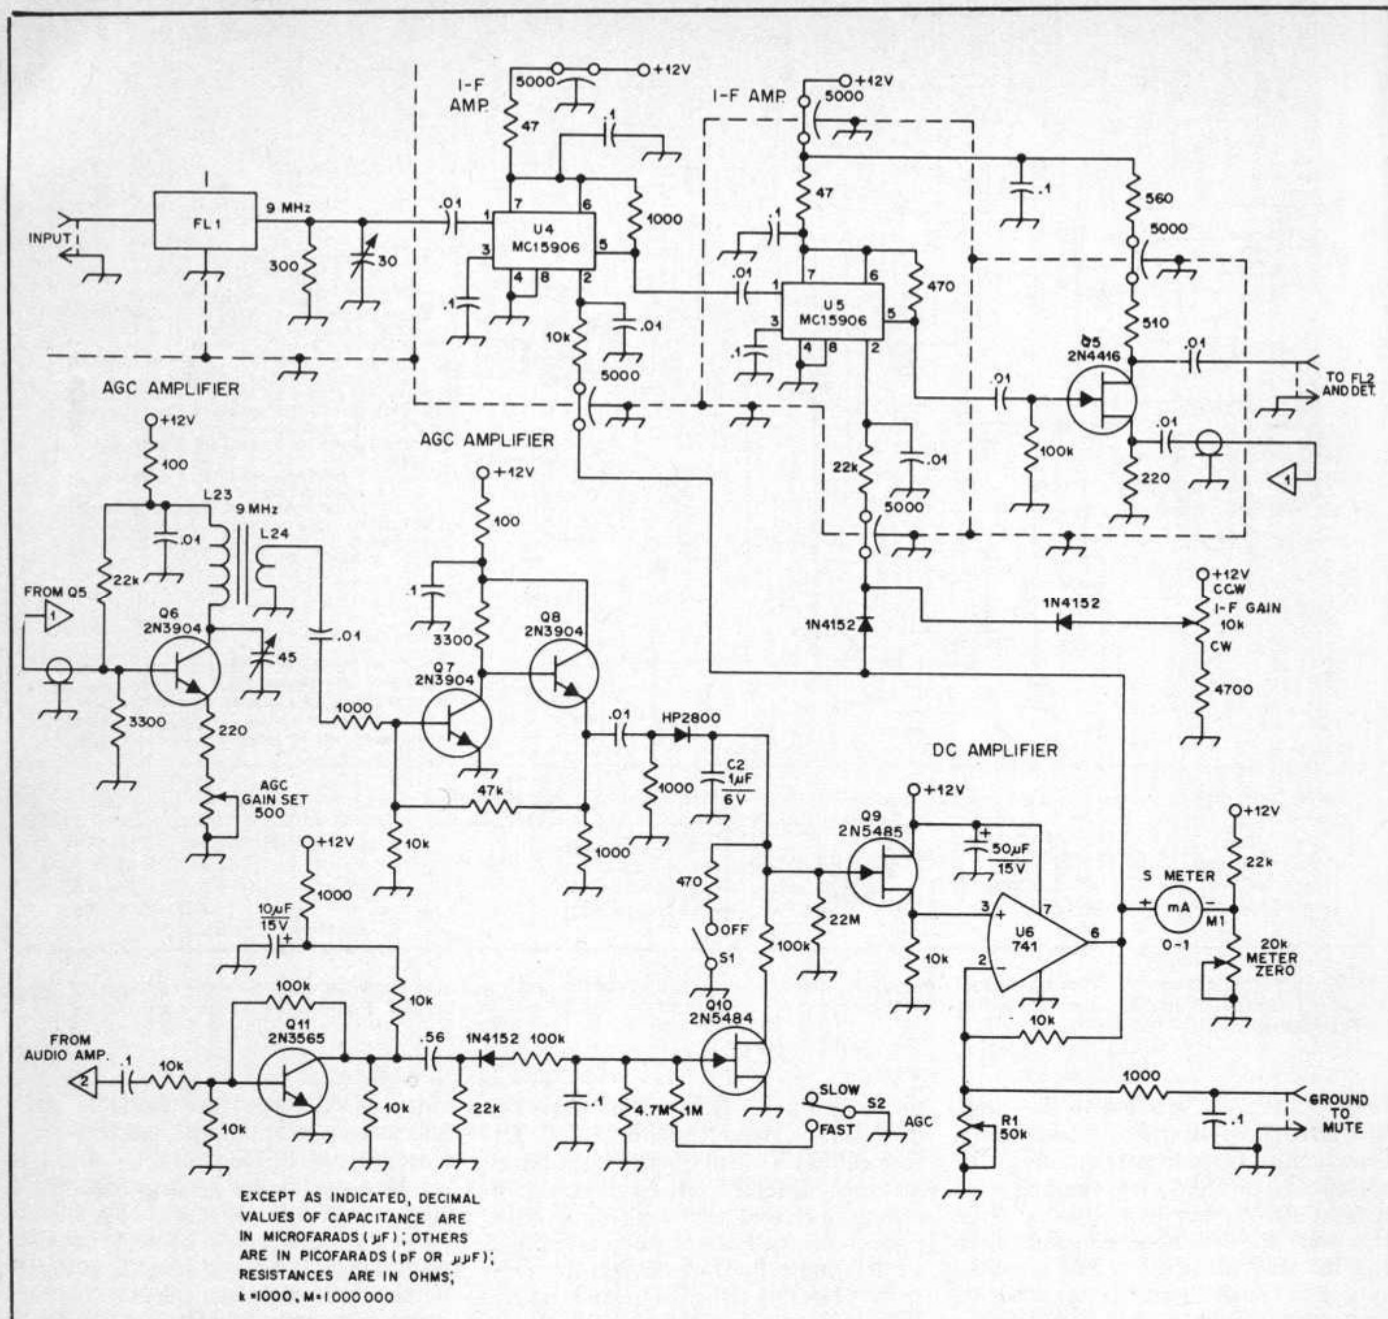 I-F
AMP.
5000
+12V
47
.1
I-F AMP.
+12V
5000
47
.1
560
5000
INPUT
FL1
9 MHz
300
30
.01
1
7
6
U4
MC1590G
3
5
4
8
2
1000
.1
10k
.01
5000
.1
.01
1
7
6
U5
MC1590G
3
5
4
8
2
470
.1
22k
.01
5000
510
Q5
2N4416
.01
TO FL2
AND DET.
.01
100k
.01
220
1
AGC AMPLIFIER
+12V
100
L23
9 MHz
L24
.01
22k
FROM Q5
1
Q6
2N3904
45
.01
3300
220
AGC
GAIN SET
500
AGC AMPLIFIER
+12V
100
.1
3300
Q8
2N3904
Q7
2N3904
1000
47k
10k
1000
.01
HP2800
1000
C2
1µF
6V
1N4152
1N4152
+12V
CCW
I-F GAIN
10k
CW
4700
DC AMPLIFIER
+12V
Q9
2N5485
+
50µF
15V
470
OFF
S1
22M
100k
10k
3
+
U6
741
7
6
2
−
10k
S METER
+
mA
−
M1
0-1
+12V
22k
20k
METER
ZERO
+12V
1000
10µF
15V
+
100k
10k
Q11
2N3565
FROM
AUDIO AMP.
2
.1
10k
10k
10k
.56
22k
1N4152
100k
.1
4.7M
1M
Q10
2N5484
SLOW
S2
FAST
AGC
R1
50k
1000
.1
GROUND
TO
MUTE
EXCEPT AS INDICATED, DECIMAL
VALUES OF CAPACITANCE ARE
IN MICROFARADS (µF); OTHERS
ARE IN PICOFARADS (pF OR µµF);
RESISTANCES ARE IN OHMS;
k=1000, M=1000000